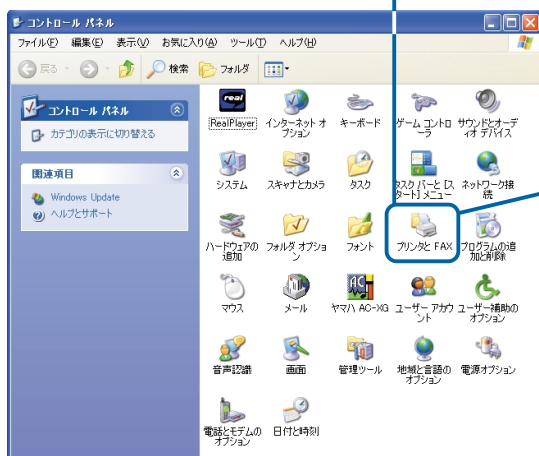 コントロール パネル
ファイル(F) 編集(E) 表示(V) お気に入り(A) ツール(T) ヘルプ(H)
戻る 検索 フォルダ
コントロール パネル
カテゴリの表示に切り替える
関連項目
Windows Update
ヘルプとサポート
real
RealPlayer
インターネット オ
プション
キーボード
ゲーム コントロ
ーラ
サウンドとオーデ
ィオ デバイス
システム
スキャナとカメラ
タスク
タスク バーと [ス
タート] メニュー
ネットワーク接
続
ハードウェアの
追加
フォルダ オプショ
ン
フォント
プリンタと FAX
プログラムの追
加と削除
マウス
メール
AC
ヤマハ AC-XG
ユーザー アカウ
ント
ユーザー補助の
オプション
音声認識
画面
管理ツール
地域と言語の
オプション
電源オプション
電話とモデムの
オプション
日付と時刻